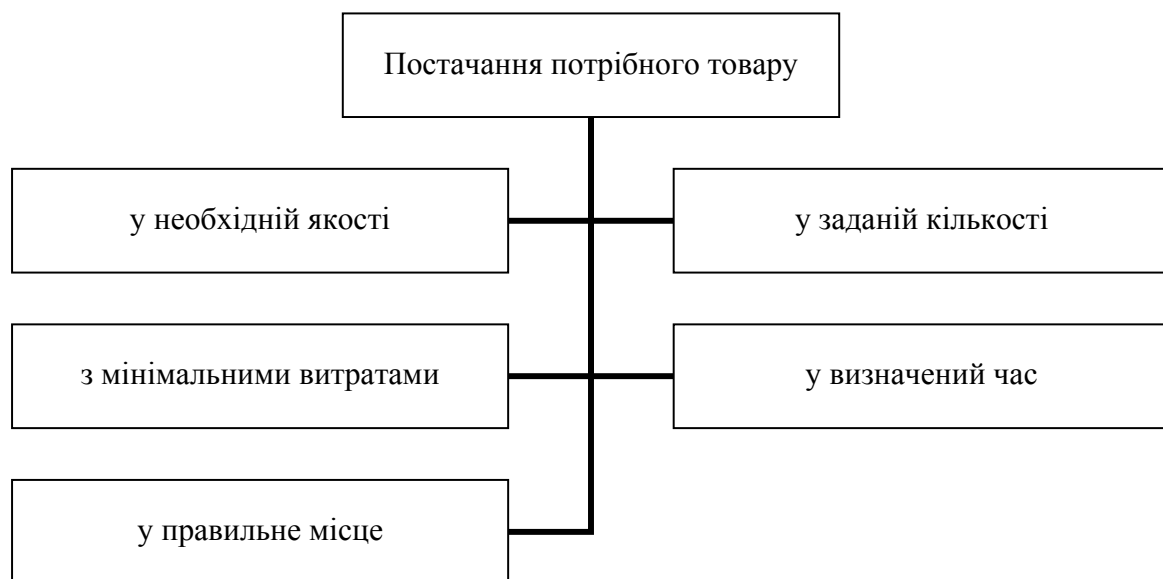 Постачання потрібного товару
у необхідній якості
у заданій кількості
з мінімальними витратами
у визначений час
у правильне місце